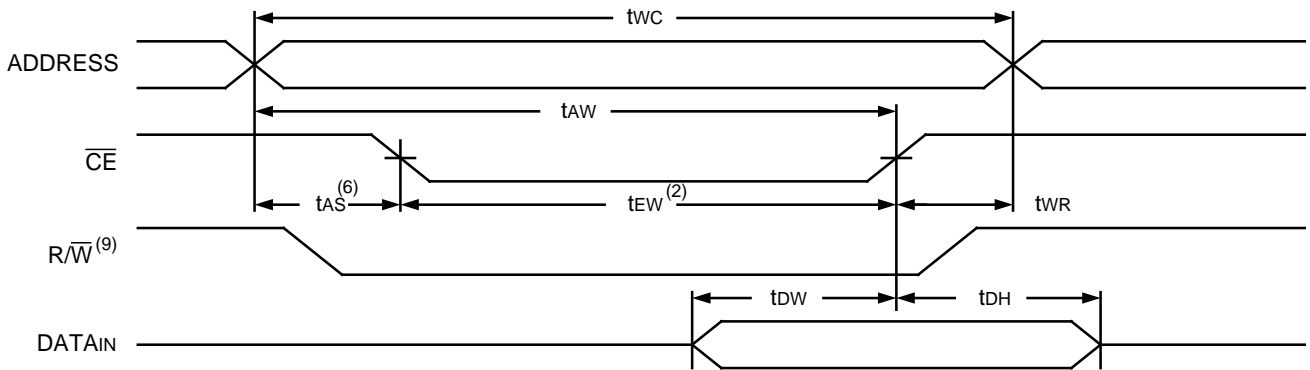 tWC
ADDRESS
tAW
CE
tAS(6) tEW(2) tWR
R/W(9)
tDW tDH
DATAIN